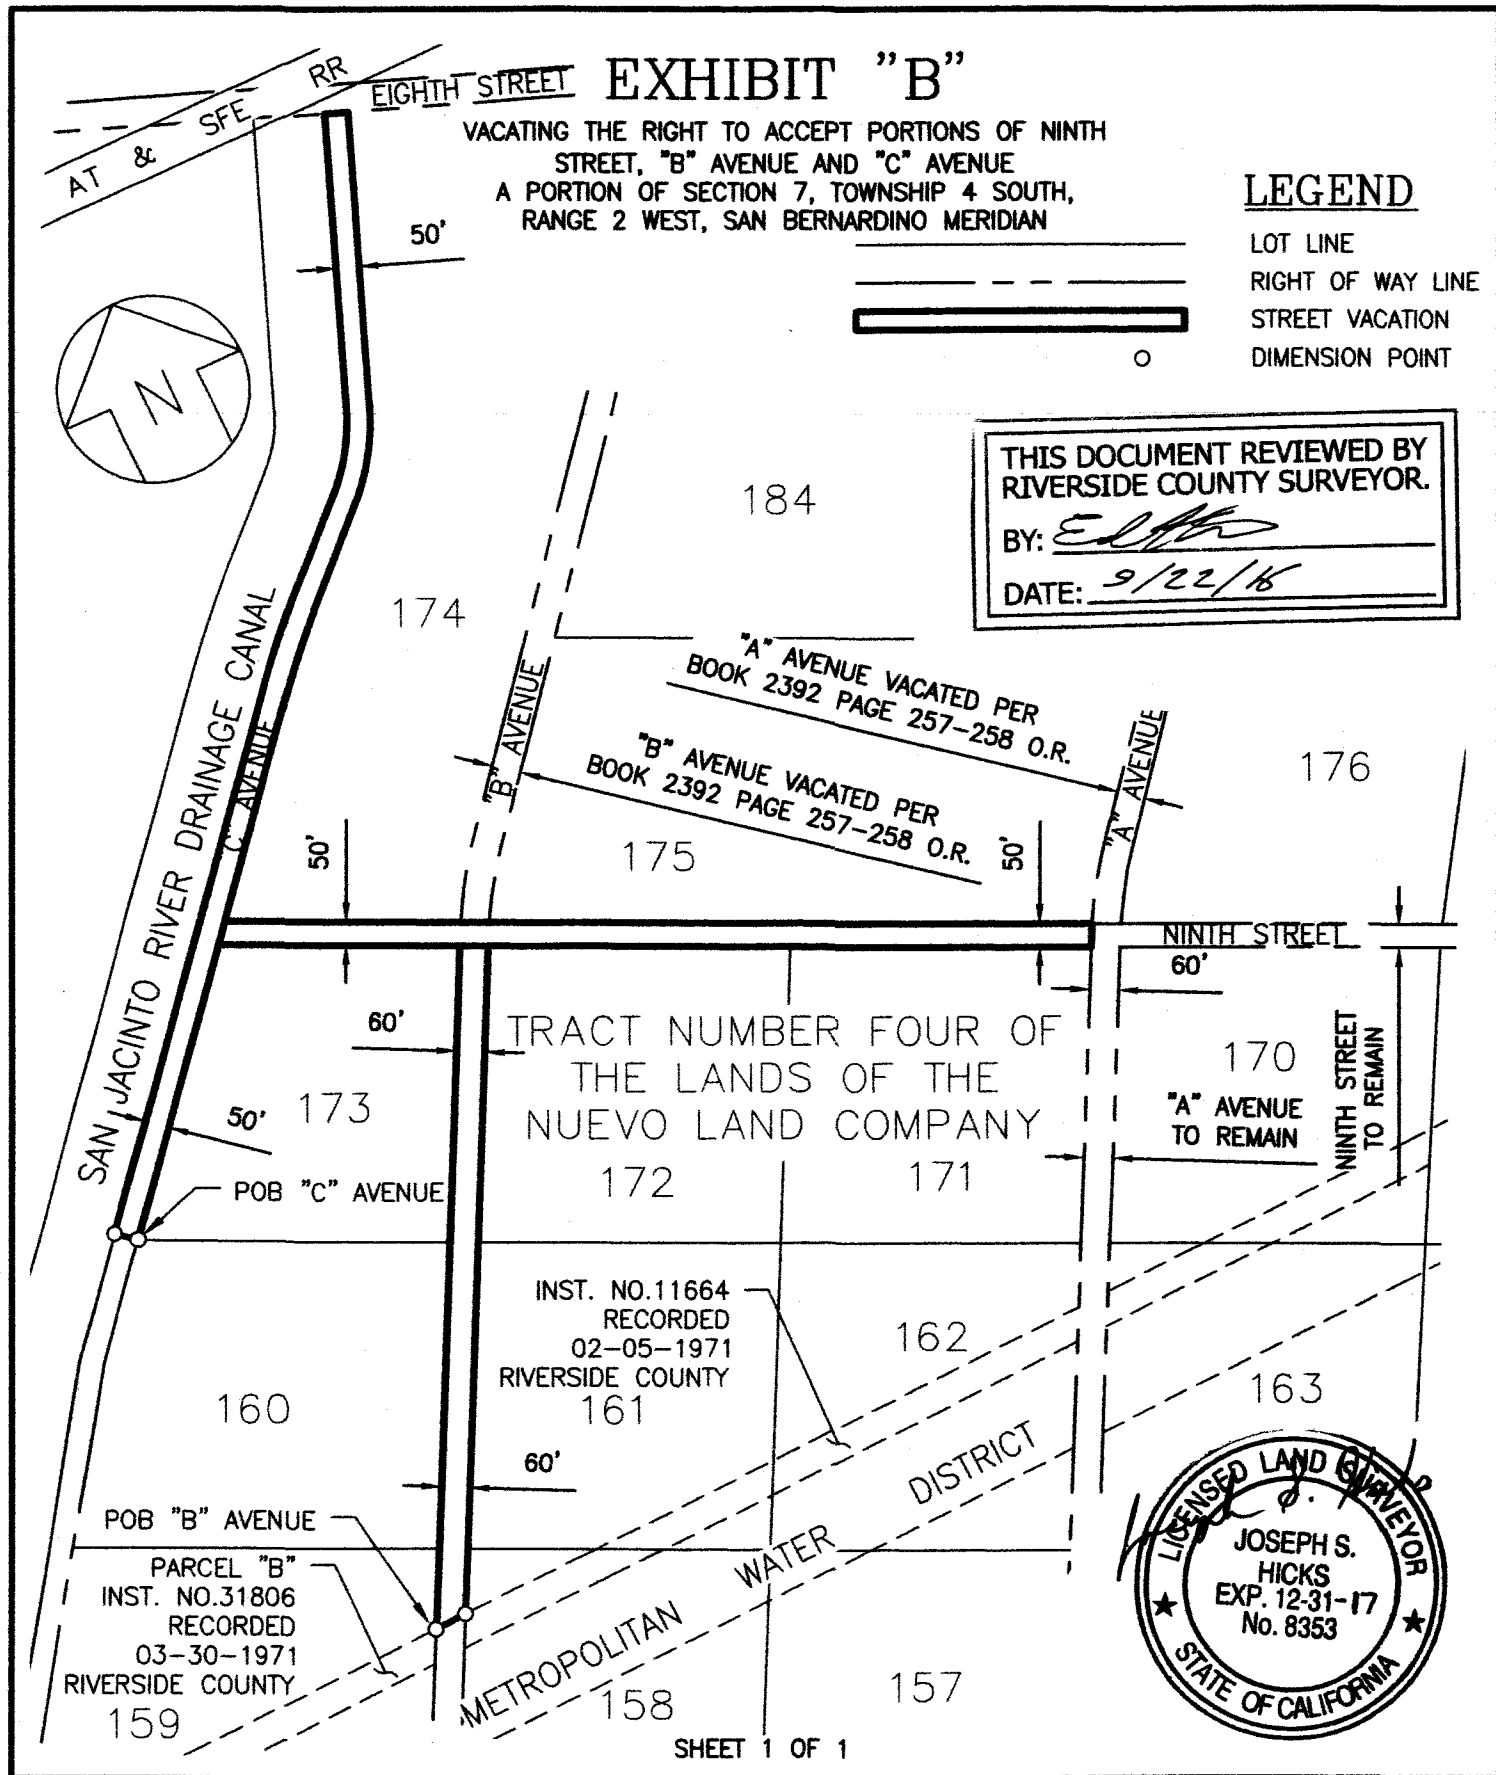 EXHIBIT "B"
VACATING THE RIGHT TO ACCEPT PORTIONS OF NINTH
STREET, "B" AVENUE AND "C" AVENUE
A PORTION OF SECTION 7, TOWNSHIP 4 SOUTH,
RANGE 2 WEST, SAN BERNARDINO MERIDIAN
EIGHTH STREET
AT & SFE RR
LEGEND
LOT LINE
RIGHT OF WAY LINE
STREET VACATION
DIMENSION POINT
50'
N
THIS DOCUMENT REVIEWED BY
RIVERSIDE COUNTY SURVEYOR.
BY:
DATE: 9/22/16
184
174
SAN JACINTO RIVER DRAINAGE CANAL
"C" AVENUE
"B" AVENUE
"A" AVENUE VACATED PER
BOOK 2392 PAGE 257-258 O.R.
"B" AVENUE VACATED PER
BOOK 2392 PAGE 257-258 O.R.
"A" AVENUE
176
50'
175
50'
NINTH STREET
60'
60'
TRACT NUMBER FOUR OF
THE LANDS OF THE
NUEVO LAND COMPANY
170
NINTH STREET
TO REMAIN
"A" AVENUE
TO REMAIN
50'
173
172
171
POB "C" AVENUE
INST. NO.11664
RECORDED
02-05-1971
RIVERSIDE COUNTY
162
163
160
161
60'
METROPOLITAN WATER DISTRICT
POB "B" AVENUE
PARCEL "B"
INST. NO.31806
RECORDED
03-30-1971
RIVERSIDE COUNTY
159
158
157
LICENSED LAND SURVEYOR
JOSEPH S.
HICKS
EXP. 12-31-17
No. 8353
STATE OF CALIFORNIA
SHEET 1 OF 1